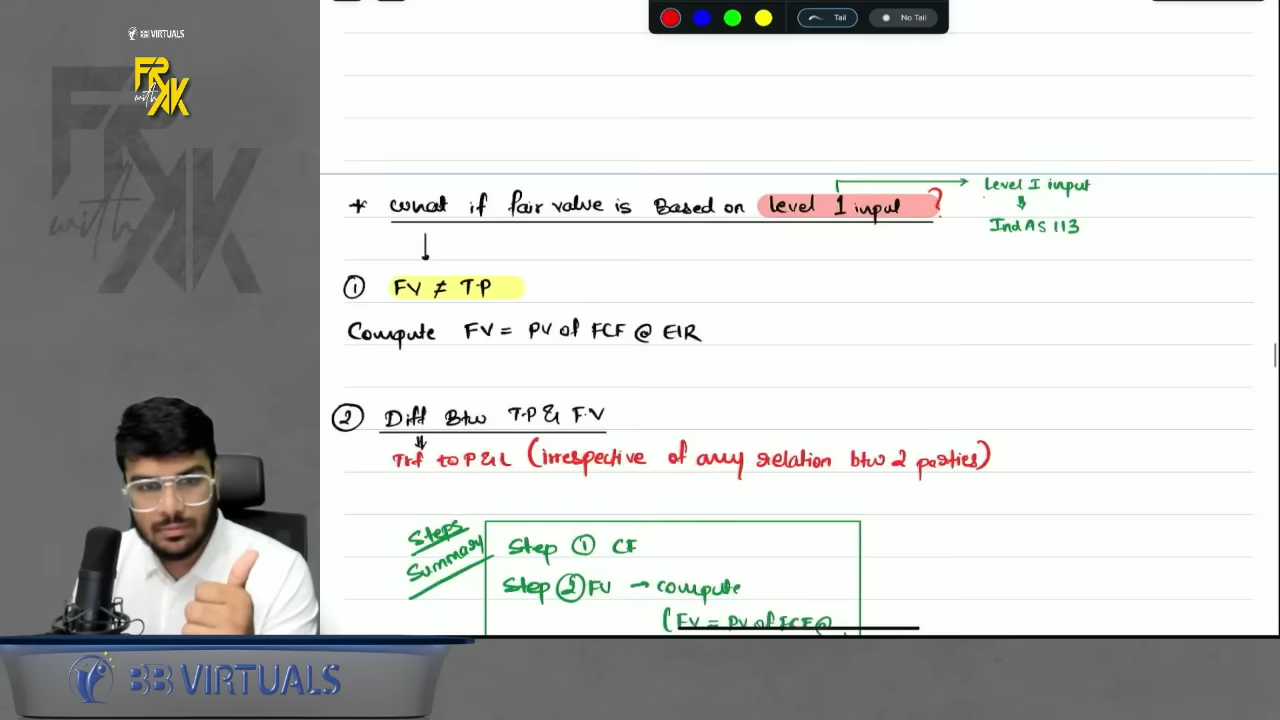 Tail
No Tail
BB VIRTUALS
FR
with
KK
* What if fair value is Based on level 1 input ?
Level I input
Ind AS 113
① FV ≠ T.P
Compute FV = PV of FCF @ EIR
② Diff Btw T.P & F.V
Trf to P&L (irrespective of any relation btw 2 parties)
Steps
Summary
Step ① CF
Step ② FV → compute
(FV = PV of FCF @
BB VIRTUALS